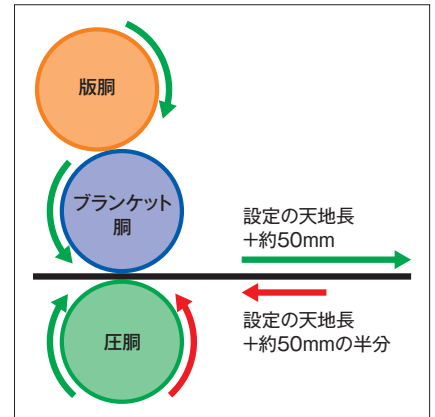 版胴
ブランケット
胴
設定の天地長
＋約50mm
設定の天地長
＋約50mmの半分
圧胴